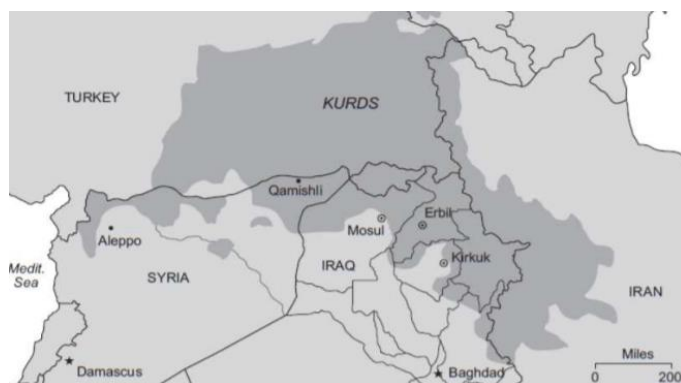 TURKEY
KURDS
Qamishli
Erbil
Mosul
Aleppo
Kirkuk
IRAQ
Medit.
Sea
SYRIA
IRAN
Miles
Damascus
Baghdad
0
200